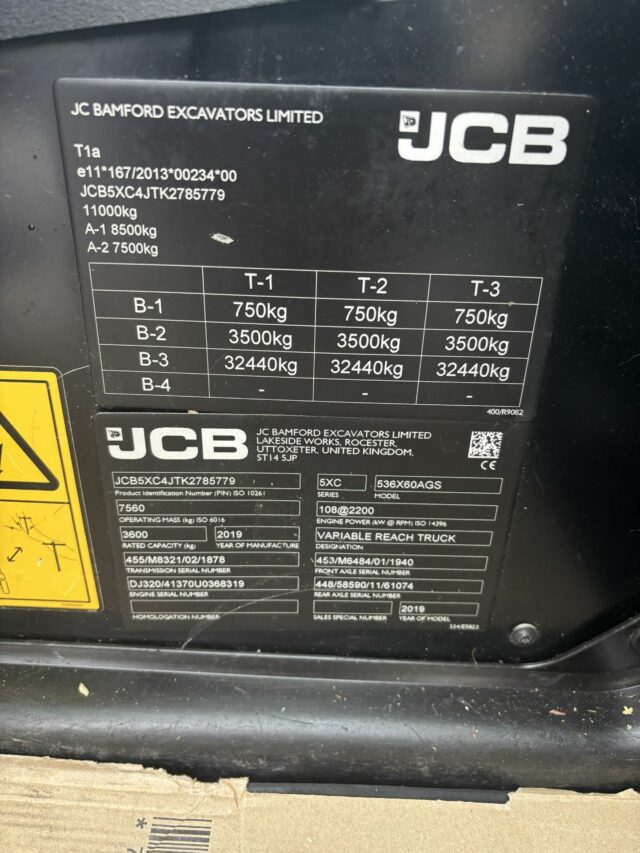 JC BAMFORD EXCAVATORS LIMITED
JCB
T1a
e11*167/2013*00234*00
JCB5XC4JTK2785779
11000kg
A-1 8500kg
A-2 7500kg
T-1 T-2 T-3
B-1 750kg 750kg 750kg
B-2 3500kg 3500kg 3500kg
B-3 32440kg 32440kg 32440kg
B-4 - - -
400/R9082
JCB
JC BAMFORD EXCAVATORS LIMITED
LAKESIDE WORKS, ROCESTER,
UTTOXETER, UNITED KINGDOM,
ST14 5JP
CE
JCB5XC4JTK2785779
Product Identification Number (PIN) ISO 10261
5XC 536X60AGS
SERIES MODEL
7560
OPERATING MASS (kg) ISO 6016
108@2200
ENGINE POWER (kW @ RPM) ISO 14396
3600 2019
RATED CAPACITY (kg) YEAR OF MANUFACTURE
VARIABLE REACH TRUCK
DESIGNATION
455/M8321/02/1878
TRANSMISSION SERIAL NUMBER
453/M6484/01/1940
FRONT AXLE SERIAL NUMBER
DJ320/41370U0368319
ENGINE SERIAL NUMBER
448/58590/11/61074
REAR AXLE SERIAL NUMBER
HOMOLOGATION NUMBER
2019
SALES SPECIAL NUMBER YEAR OF MODEL